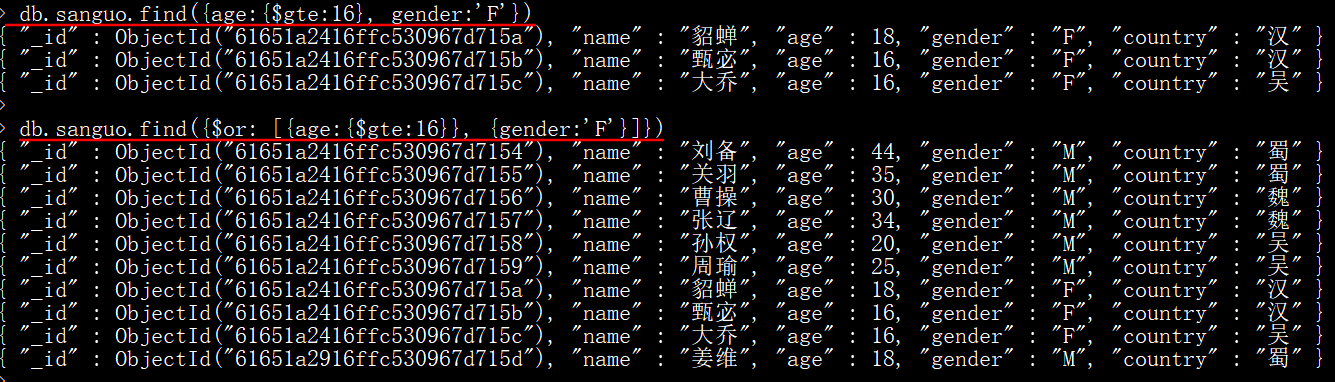 > db.sanguo.find({age:{$gte:16}, gender:'F'})
{ "_id" : ObjectId("61651a2416ffc530967d715a"), "name" : "貂蝉", "age" : 18, "gender" : "F", "country" : "汉" }
{ "_id" : ObjectId("61651a2416ffc530967d715b"), "name" : "甄宓", "age" : 16, "gender" : "F", "country" : "汉" }
{ "_id" : ObjectId("61651a2416ffc530967d715c"), "name" : "大乔", "age" : 16, "gender" : "F", "country" : "吴" }
>
> db.sanguo.find({$or: [{age:{$gte:16}}, {gender:'F'}]})
{ "_id" : ObjectId("61651a2416ffc530967d7154"), "name" : "刘备", "age" : 44, "gender" : "M", "country" : "蜀" }
{ "_id" : ObjectId("61651a2416ffc530967d7155"), "name" : "关羽", "age" : 35, "gender" : "M", "country" : "蜀" }
{ "_id" : ObjectId("61651a2416ffc530967d7156"), "name" : "曹操", "age" : 30, "gender" : "M", "country" : "魏" }
{ "_id" : ObjectId("61651a2416ffc530967d7157"), "name" : "张辽", "age" : 34, "gender" : "M", "country" : "魏" }
{ "_id" : ObjectId("61651a2416ffc530967d7158"), "name" : "孙权", "age" : 20, "gender" : "M", "country" : "吴" }
{ "_id" : ObjectId("61651a2416ffc530967d7159"), "name" : "周瑜", "age" : 25, "gender" : "M", "country" : "吴" }
{ "_id" : ObjectId("61651a2416ffc530967d715a"), "name" : "貂蝉", "age" : 18, "gender" : "F", "country" : "汉" }
{ "_id" : ObjectId("61651a2416ffc530967d715b"), "name" : "甄宓", "age" : 16, "gender" : "F", "country" : "汉" }
{ "_id" : ObjectId("61651a2416ffc530967d715c"), "name" : "大乔", "age" : 16, "gender" : "F", "country" : "吴" }
{ "_id" : ObjectId("61651a2916ffc530967d715d"), "name" : "姜维", "age" : 18, "gender" : "M", "country" : "蜀" }